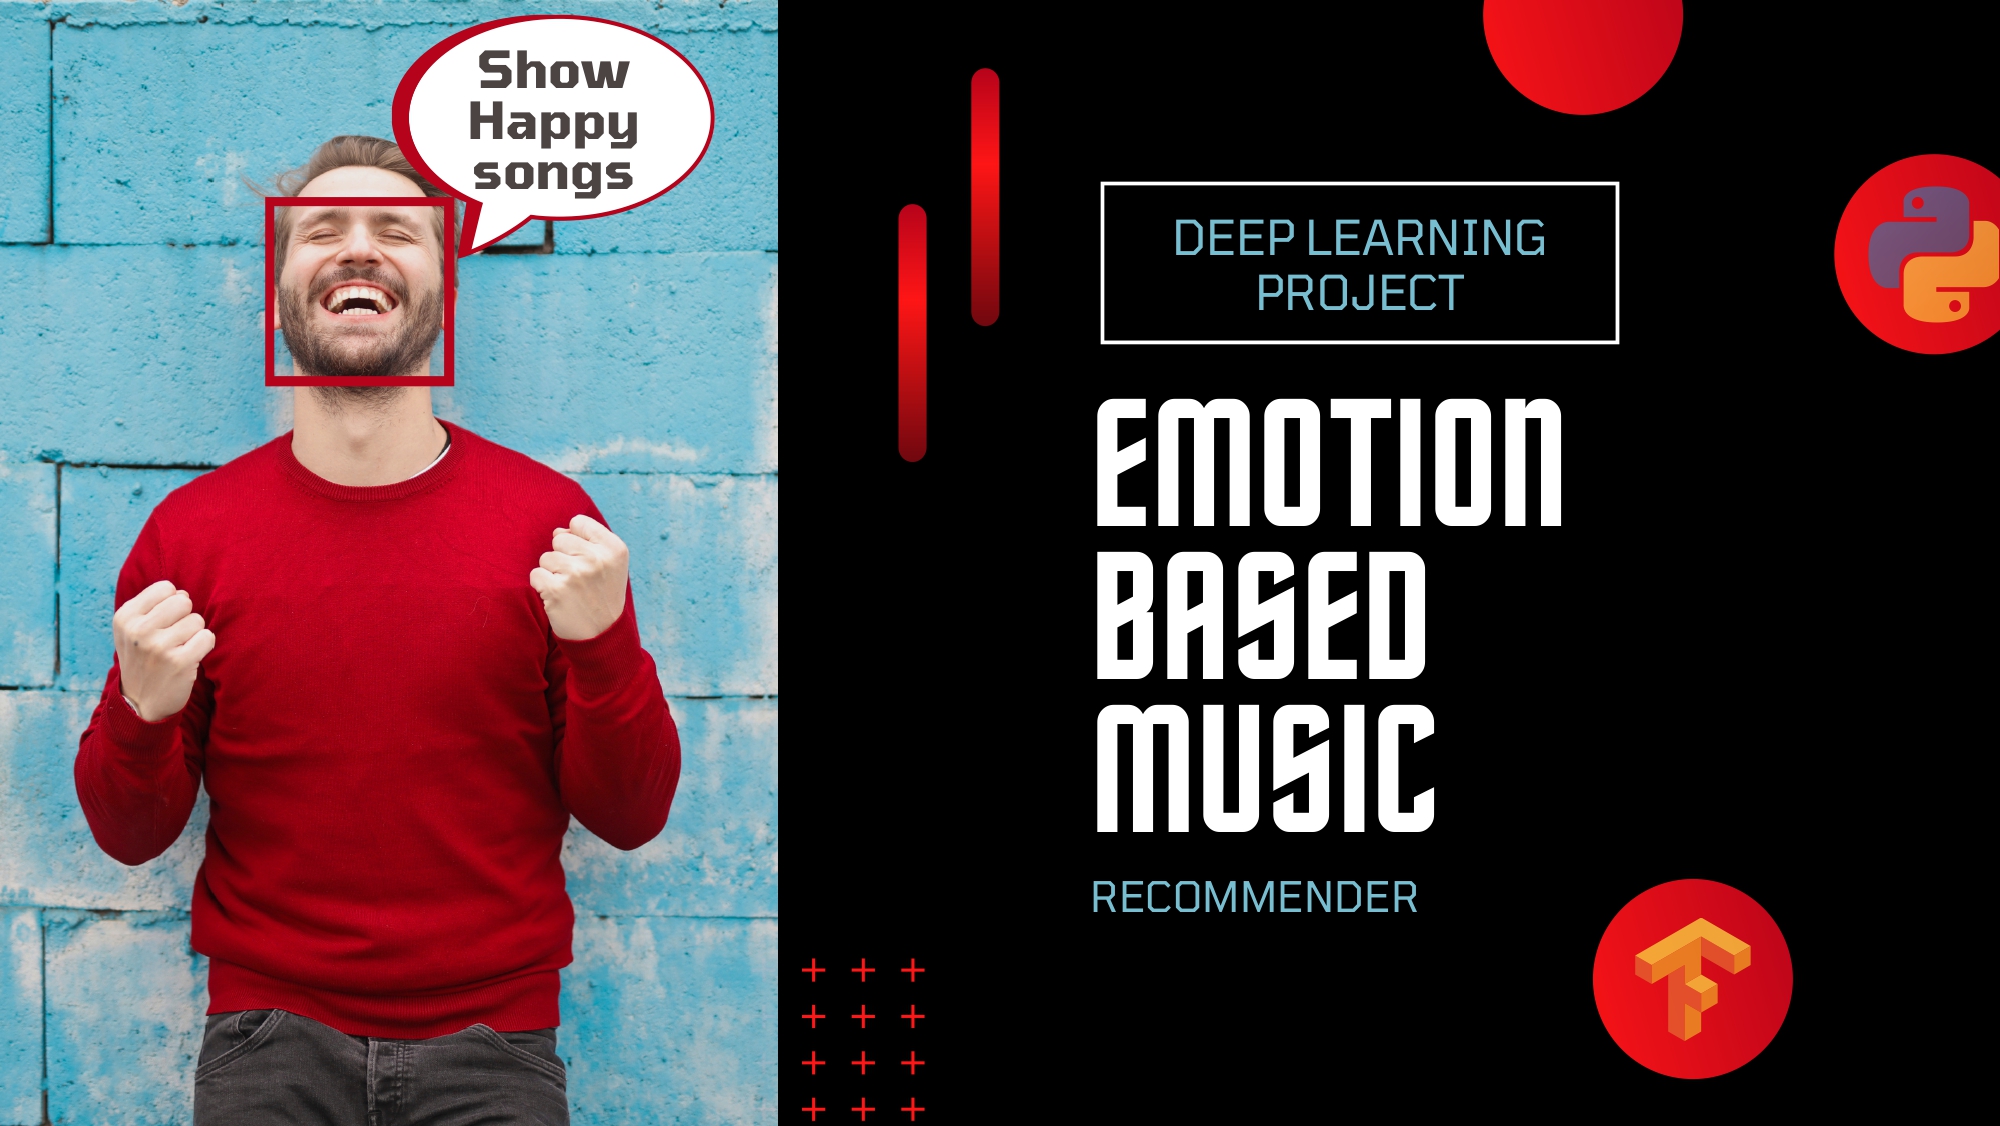 Show
Happy
songs
DEEP LEARNING
PROJECT
EMOTION
BASED
MUSIC
RECOMMENDER